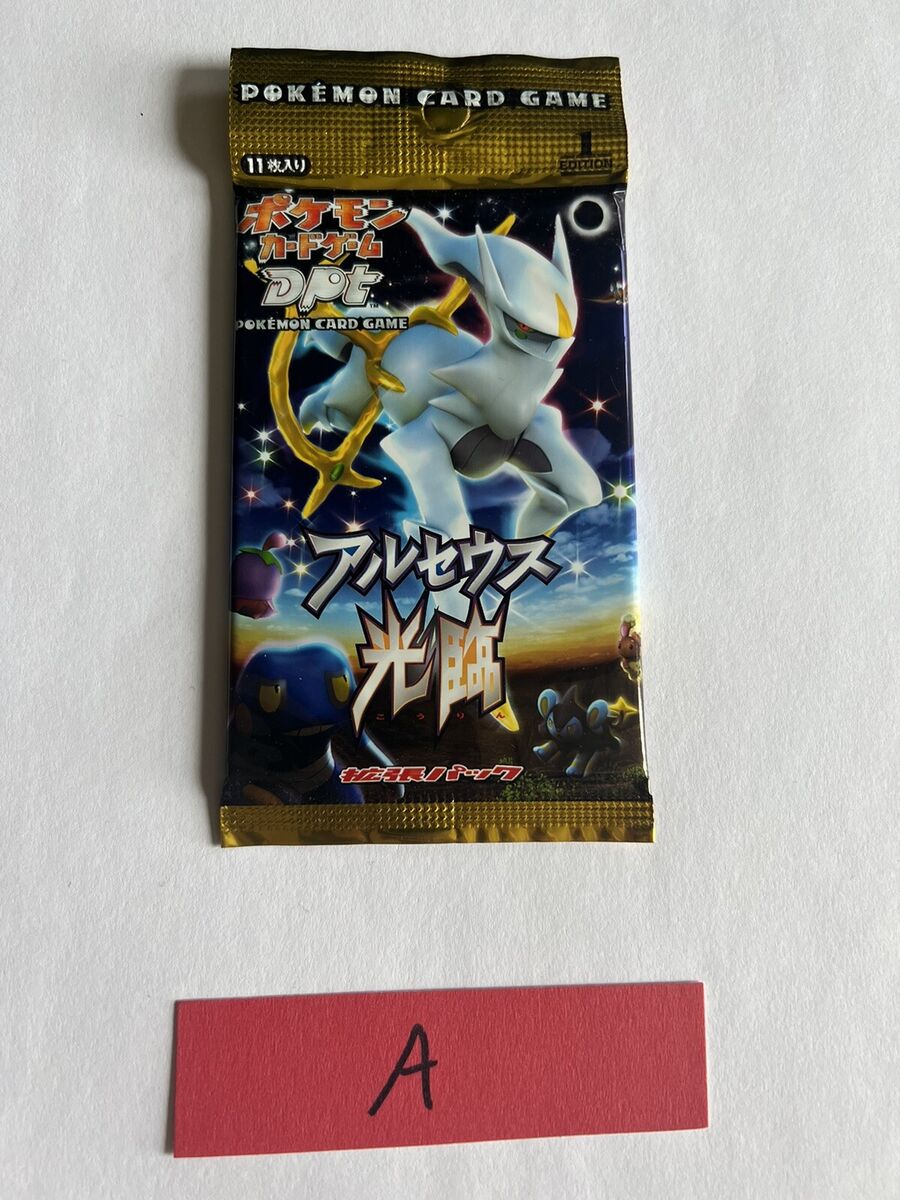 POKÉMON CARD GAME
1
EDITION
11枚入り
ポケモン
カードゲーム
DPt™
POKÉMON CARD GAME
アルセウス
光臨
こうりん
拡張パック
A